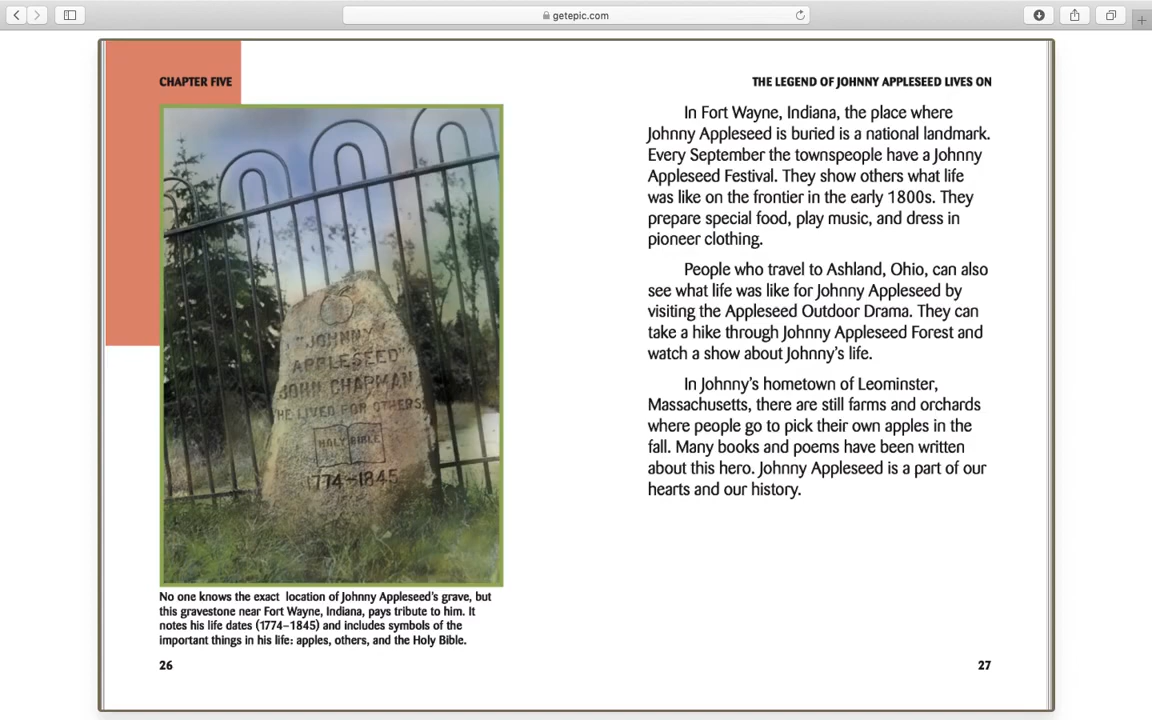 getepic.com
CHAPTER FIVE
"JOHNNY
APPLESEED"
JOHN CHAPMAN
HE LIVED FOR OTHERS
HOLY BIBLE
1774-1845
No one knows the exact location of Johnny Appleseed's grave, but
this gravestone near Fort Wayne, Indiana, pays tribute to him. It
notes his life dates (1774–1845) and includes symbols of the
important things in his life: apples, others, and the Holy Bible.
26
THE LEGEND OF JOHNNY APPLESEED LIVES ON
In Fort Wayne, Indiana, the place where
Johnny Appleseed is buried is a national landmark.
Every September the townspeople have a Johnny
Appleseed Festival. They show others what life
was like on the frontier in the early 1800s. They
prepare special food, play music, and dress in
pioneer clothing.
People who travel to Ashland, Ohio, can also
see what life was like for Johnny Appleseed by
visiting the Appleseed Outdoor Drama. They can
take a hike through Johnny Appleseed Forest and
watch a show about Johnny's life.
In Johnny's hometown of Leominster,
Massachusetts, there are still farms and orchards
where people go to pick their own apples in the
fall. Many books and poems have been written
about this hero. Johnny Appleseed is a part of our
hearts and our history.
27